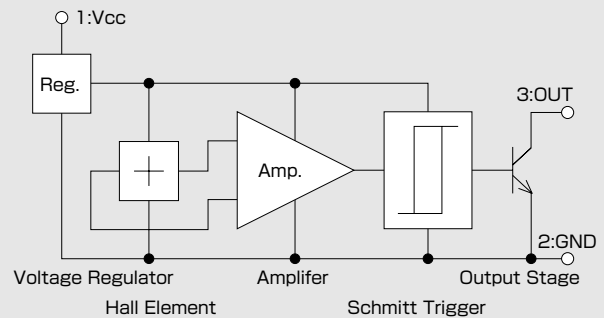 1:Vcc
Reg.
3:OUT
Amp.
2:GND
Voltage Regulator
Amplifer
Output Stage
Hall Element
Schmitt Trigger